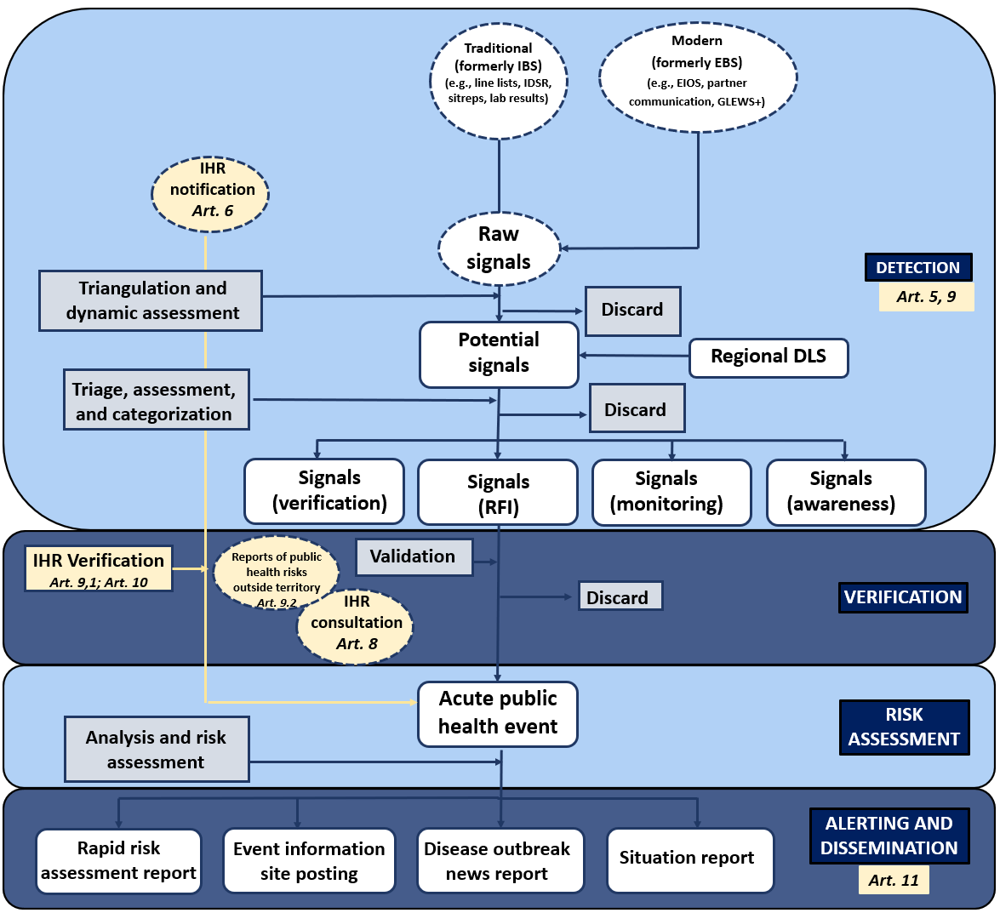 Traditional
(formerly IBS)
(e.g., line lists, IDSR,
sitreps, lab results)
Modern
(formerly EBS)
(e.g., EIOS, partner
communication, GLEWS+)
IHR
notification
Art. 6
Raw
signals
DETECTION
Art. 5, 9
Triangulation and
dynamic assessment
Discard
Potential
signals
Regional DLS
Triage, assessment,
and categorization
Discard
Signals
(verification)
Signals
(RFI)
Signals
(monitoring)
Signals
(awareness)
IHR Verification
Art. 9,1; Art. 10
Reports of public
health risks
outside territory
Art. 9.2
IHR
consultation
Art. 8
Validation
Discard
VERIFICATION
Acute public
health event
RISK
ASSESSMENT
Analysis and risk
assessment
ALERTING AND
DISSEMINATION
Art. 11
Rapid risk
assessment report
Event information
site posting
Disease outbreak
news report
Situation report